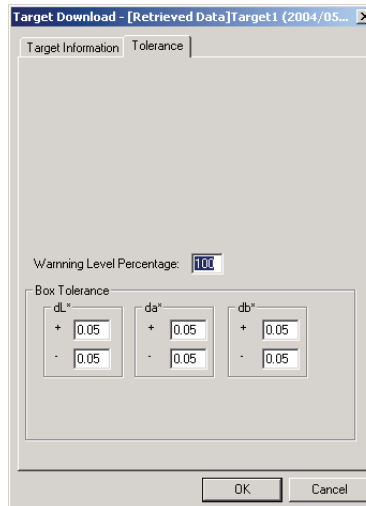 Target Download - [Retrieved Data]Target1 (2004/05...
Target Information Tolerance
Warnning Level Percentage: 100
Box Tolerance
dL* da* db*
+ 0.05 + 0.05 + 0.05
- 0.05 - 0.05 - 0.05
OK Cancel